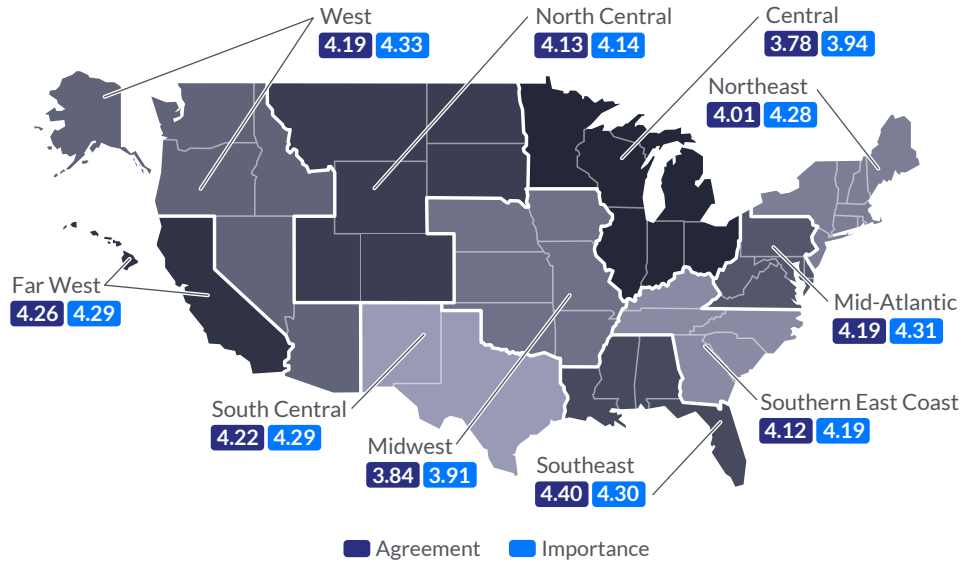 West
4.19 4.33
North Central
4.13 4.14
Central
3.78 3.94
Northeast
4.01 4.28
Far West
4.26 4.29
Mid-Atlantic
4.19 4.31
South Central
4.22 4.29
Midwest
3.84 3.91
Southeast
4.40 4.30
Southern East Coast
4.12 4.19
Agreement Importance